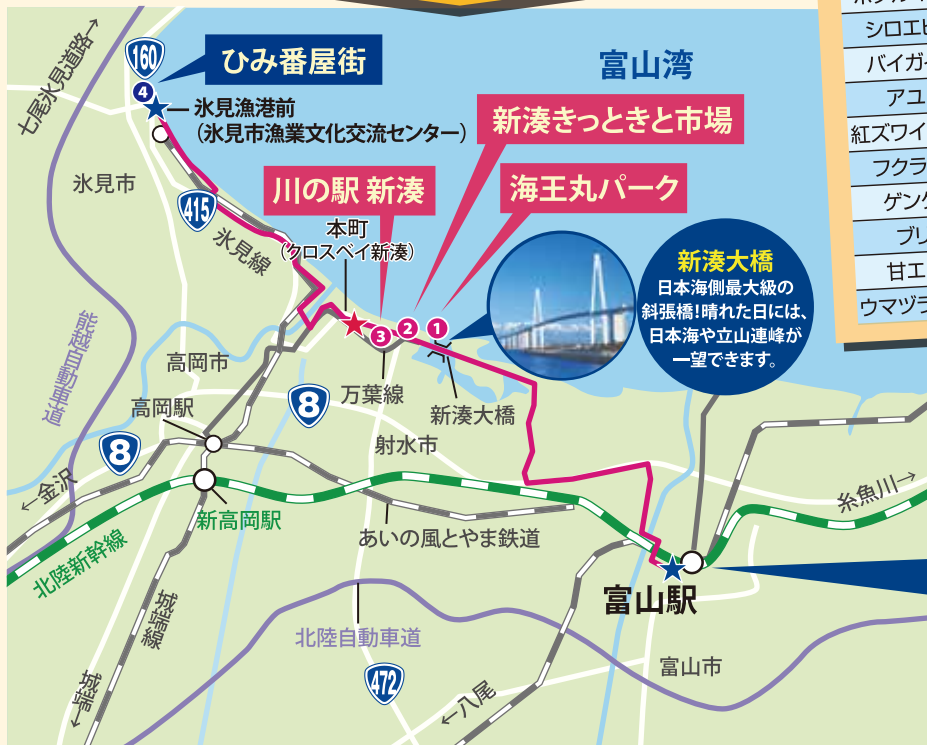 七尾氷見道路→
160
ひみ番屋街
4
氷見漁港前
(氷見市漁業文化交流センター)
富山湾
新湊きっときと市場
海王丸パーク
川の駅 新湊
氷見市
415
氷見線
本町
(クロスベイ新湊)
新湊大橋
日本海側最大級の
斜張橋!晴れた日には、
日本海や立山連峰が
一望できます。
3
2
1
能越自動車道
高岡市
高岡駅
8
8
万葉線
新湊大橋
射水市
←金沢
新高岡駅
北陸新幹線
あいの風とやま鉄道
糸魚川→
富山駅
城端線
←城端
北陸自動車道
472
←八尾
富山市
シロエビ
バイガイ
アユ
紅ズワイ
フクラ
ゲンゲ
ブリ
甘エ
ウマヅラ